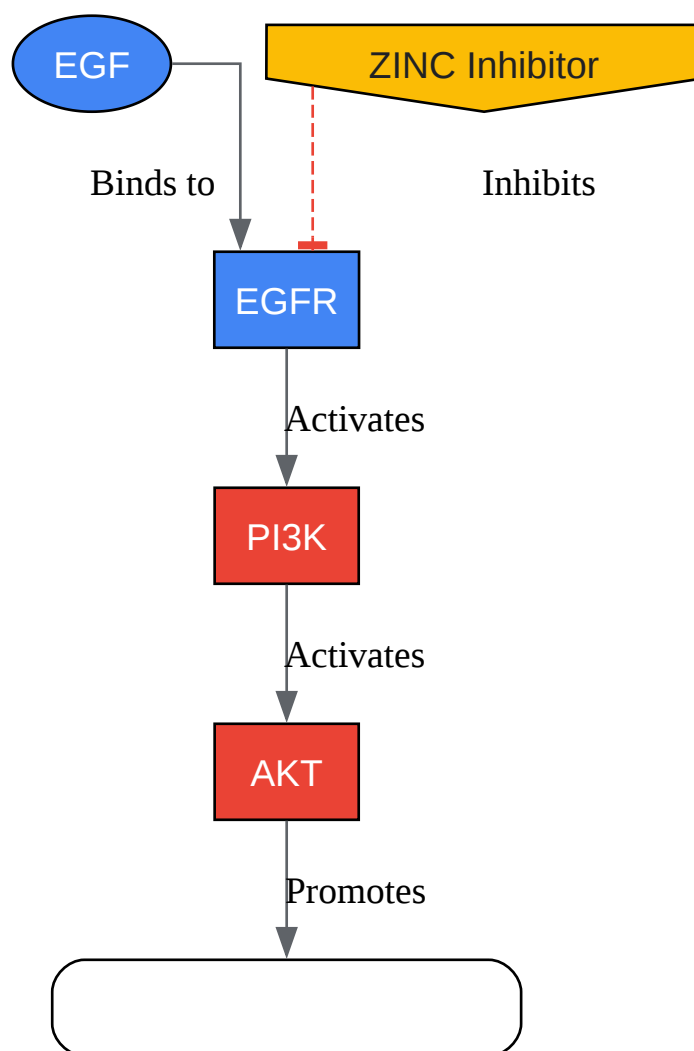 EGF
ZINC Inhibitor
Binds to
Inhibits
EGFR
Activates
PI3K
Activates
AKT
Promotes